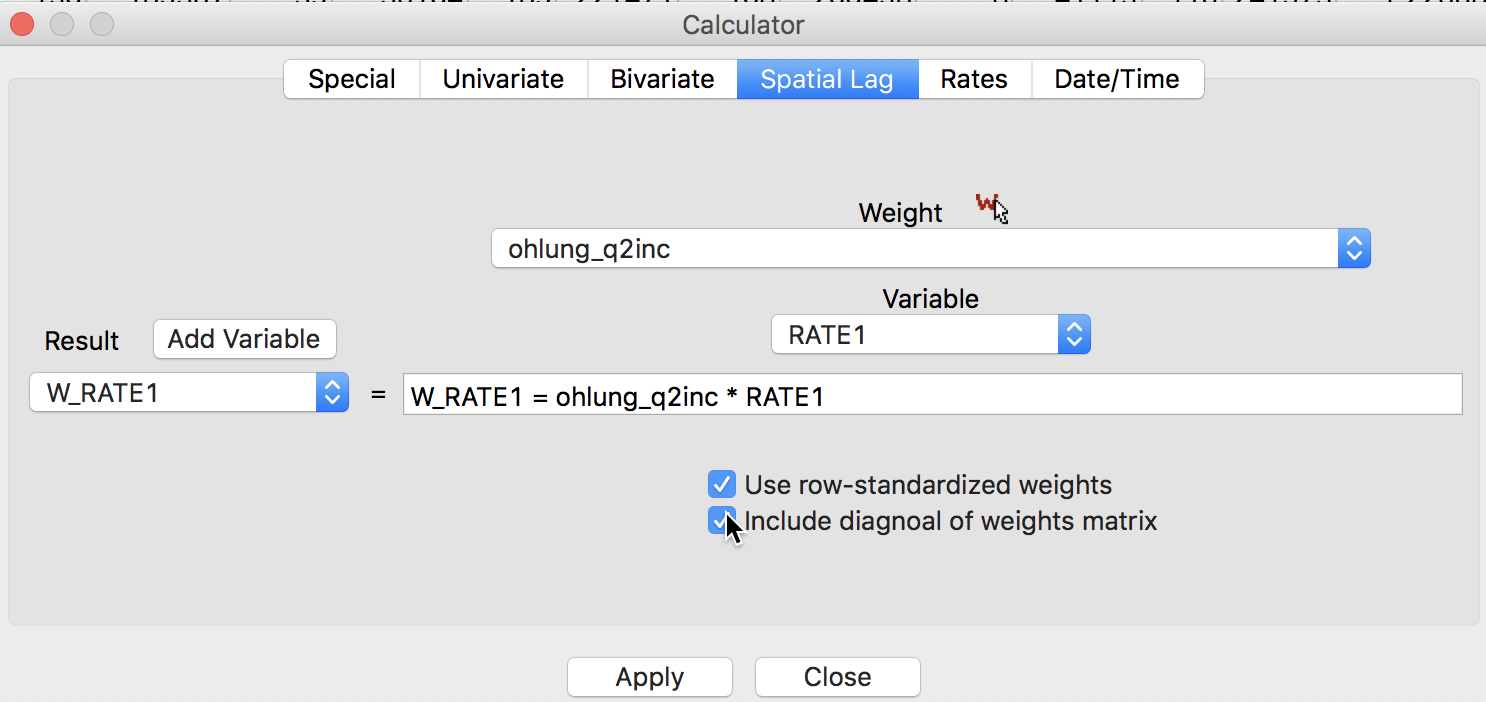 Calculator
Special Univariate Bivariate Spatial Lag Rates Date/Time
Weight W
ohlung_q2inc
Variable
Result Add Variable RATE1
W_RATE1 = W_RATE1 = ohlung_q2inc * RATE1
Use row-standardized weights
Include diagnoal of weights matrix
Apply Close